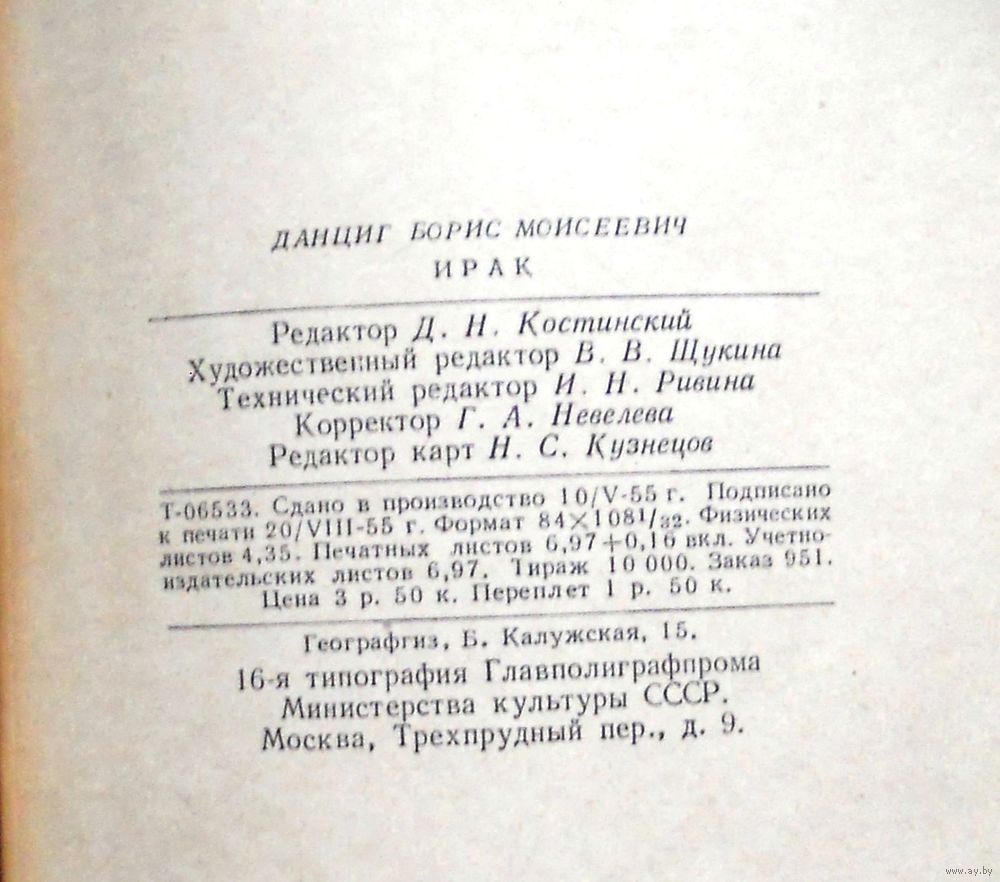 ДАНЦИГ БОРИС МОИСЕЕВИЧ
ИРАК
Редактор Д. Н. Костинский
Художественный редактор В. В. Щукина
Технический редактор И. Н. Ривина
Корректор Г. А. Невелева
Редактор карт Н. С. Кузнецов
Т-06533. Сдано в производство 10/V-55 г. Подписано
к печати 20/VIII-55 г. Формат 84×108¹/₃₂. Физических
листов 4,35. Печатных листов 6,97+0,16 вкл. Учетно-
издательских листов 6,97. Тираж 10 000. Заказ 951.
Цена 3 р. 50 к. Переплет 1 р. 50 к.
Географгиз, Б. Калужская, 15.
16-я типография Главполиграфпрома
Министерства культуры СССР.
Москва, Трехпрудный пер., д. 9.
www.ay.by